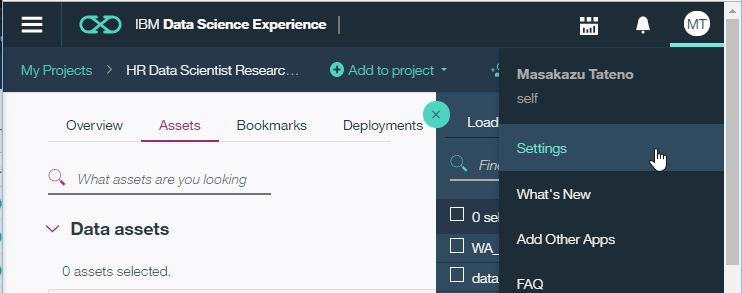 IBM Data Science Experience
MT
My Projects > HR Data Scientist Researc... Add to project
Masakazu Tateno
self
Overview Assets Bookmarks Deployments
Load
Settings
What assets are you looking
Find
What's New
0 sel
Data assets
WA_
Add Other Apps
0 assets selected.
data
FAQ